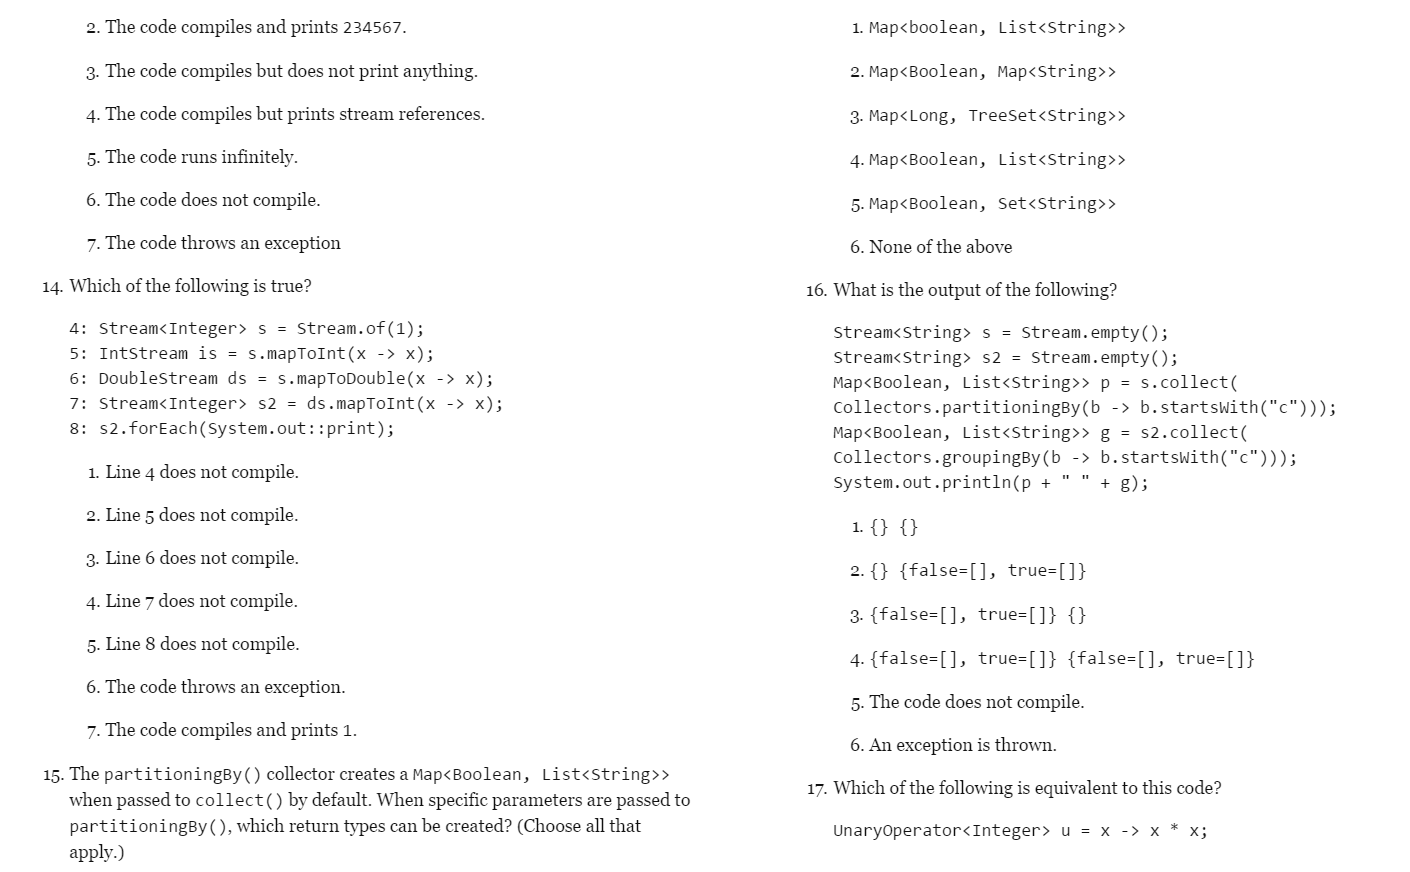 2. The code compiles and prints 234567.
3. The code compiles but does not print anything.
4. The code compiles but prints stream references.
5. The code runs infinitely.
6. The code does not compile.
7. The code throws an exception
14. Which of the following is true?
4: Stream<Integer> s = Stream.of(1);
5: IntStream is = s.mapToInt(x -> x);
6: DoubleStream ds = s.mapToDouble(x -> x);
7: Stream<Integer> s2 = ds.mapToInt(x -> x);
8: s2.forEach(System.out::print);
1. Line 4 does not compile.
2. Line 5 does not compile.
3. Line 6 does not compile.
4. Line 7 does not compile.
5. Line 8 does not compile.
6. The code throws an exception.
7. The code compiles and prints 1.
15. The partitioningBy() collector creates a Map<Boolean, List<String>>
when passed to collect() by default. When specific parameters are passed to
partitioningBy(), which return types can be created? (Choose all that
apply.)
1. Map<boolean, List<String>>
2. Map<Boolean, Map<String>>
3. Map<Long, TreeSet<String>>
4. Map<Boolean, List<String>>
5. Map<Boolean, Set<String>>
6. None of the above
16. What is the output of the following?
Stream<String> s = Stream.empty();
Stream<String> s2 = Stream.empty();
Map<Boolean, List<String>> p = s.collect(
Collectors.partitioningBy(b -> b.startsWith("c")));
Map<Boolean, List<String>> g = s2.collect(
Collectors.groupingBy(b -> b.startsWith("c")));
System.out.println(p + " " + g);
1. {} {}
2. {} {false=[], true=[]}
3. {false=[], true=[]} {}
4. {false=[], true=[]} {false=[], true=[]}
5. The code does not compile.
6. An exception is thrown.
17. Which of the following is equivalent to this code?
UnaryOperator<Integer> u = x -> x * x;